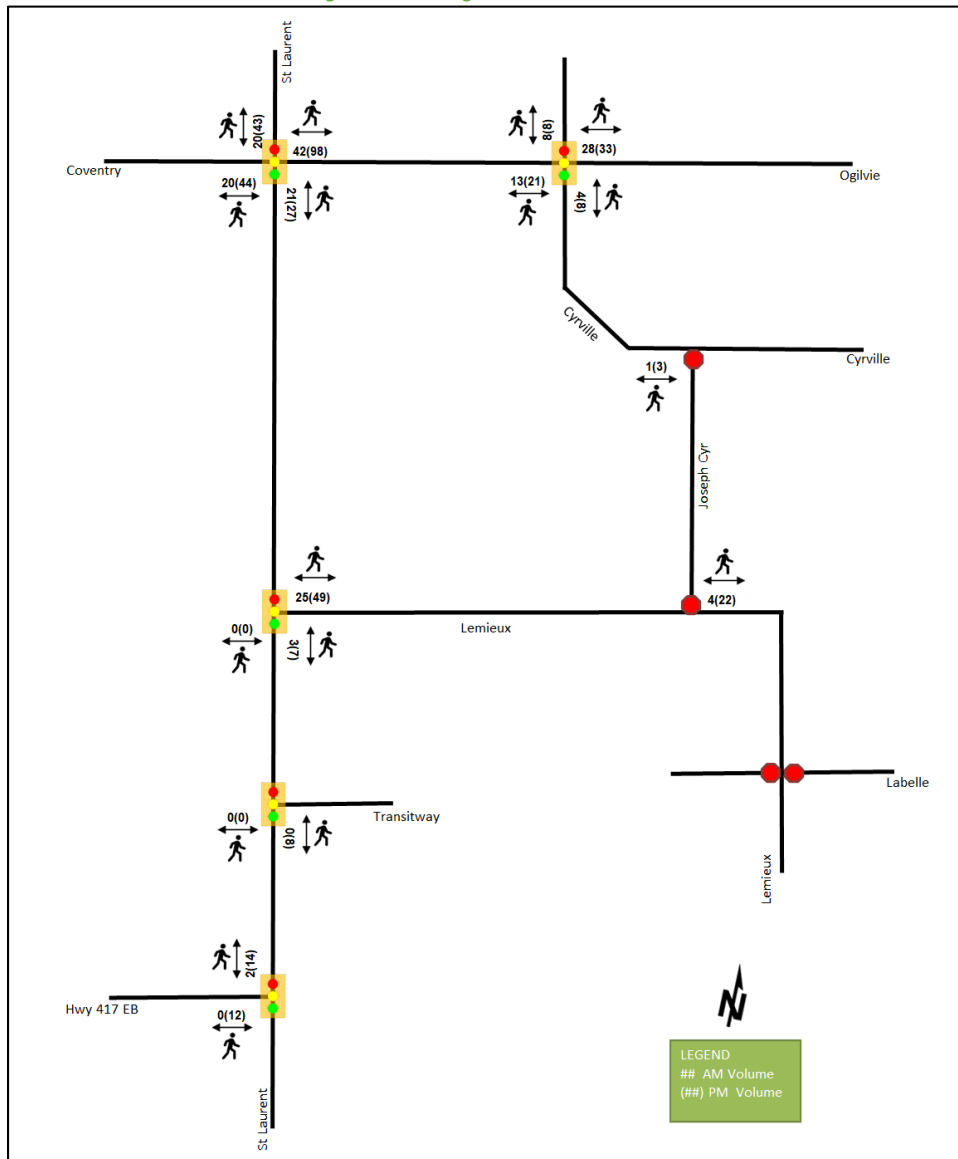 St Laurent
20(43)
42(98)
8(8)
28(33)
Coventry
Ogilvie
20(44)
21(27)
13(21)
4(8)
Cyrville
Cyrville
1(3)
Joseph Cyr
25(49)
4(22)
Lemieux
0(0)
3(7)
Labelle
Transitway
0(0)
0(8)
Lemieux
2(14)
Hwy 417 EB
0(12)
N
LEGEND
## AM Volume
(##) PM Volume
St Laurent